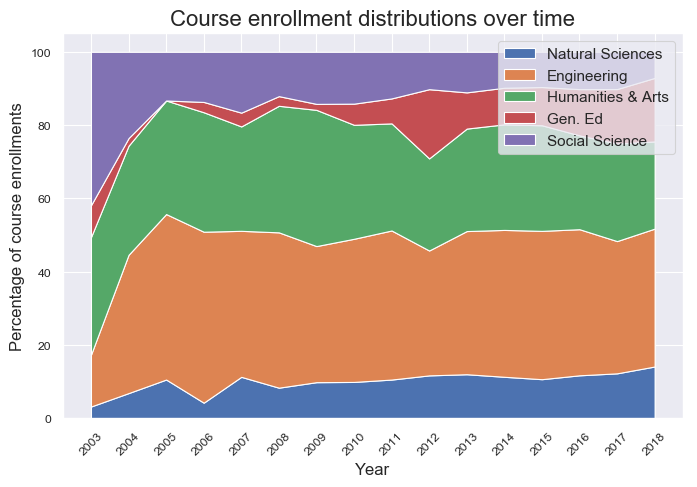 Course enrollment distributions over time
Percentage of course enrollments
100
80
60
40
20
0
Natural Sciences
Engineering
Humanities & Arts
Gen. Ed
Social Science
2003 2004 2005 2006 2007 2008 2009 2010 2011 2012 2013 2014 2015 2016 2017 2018
Year